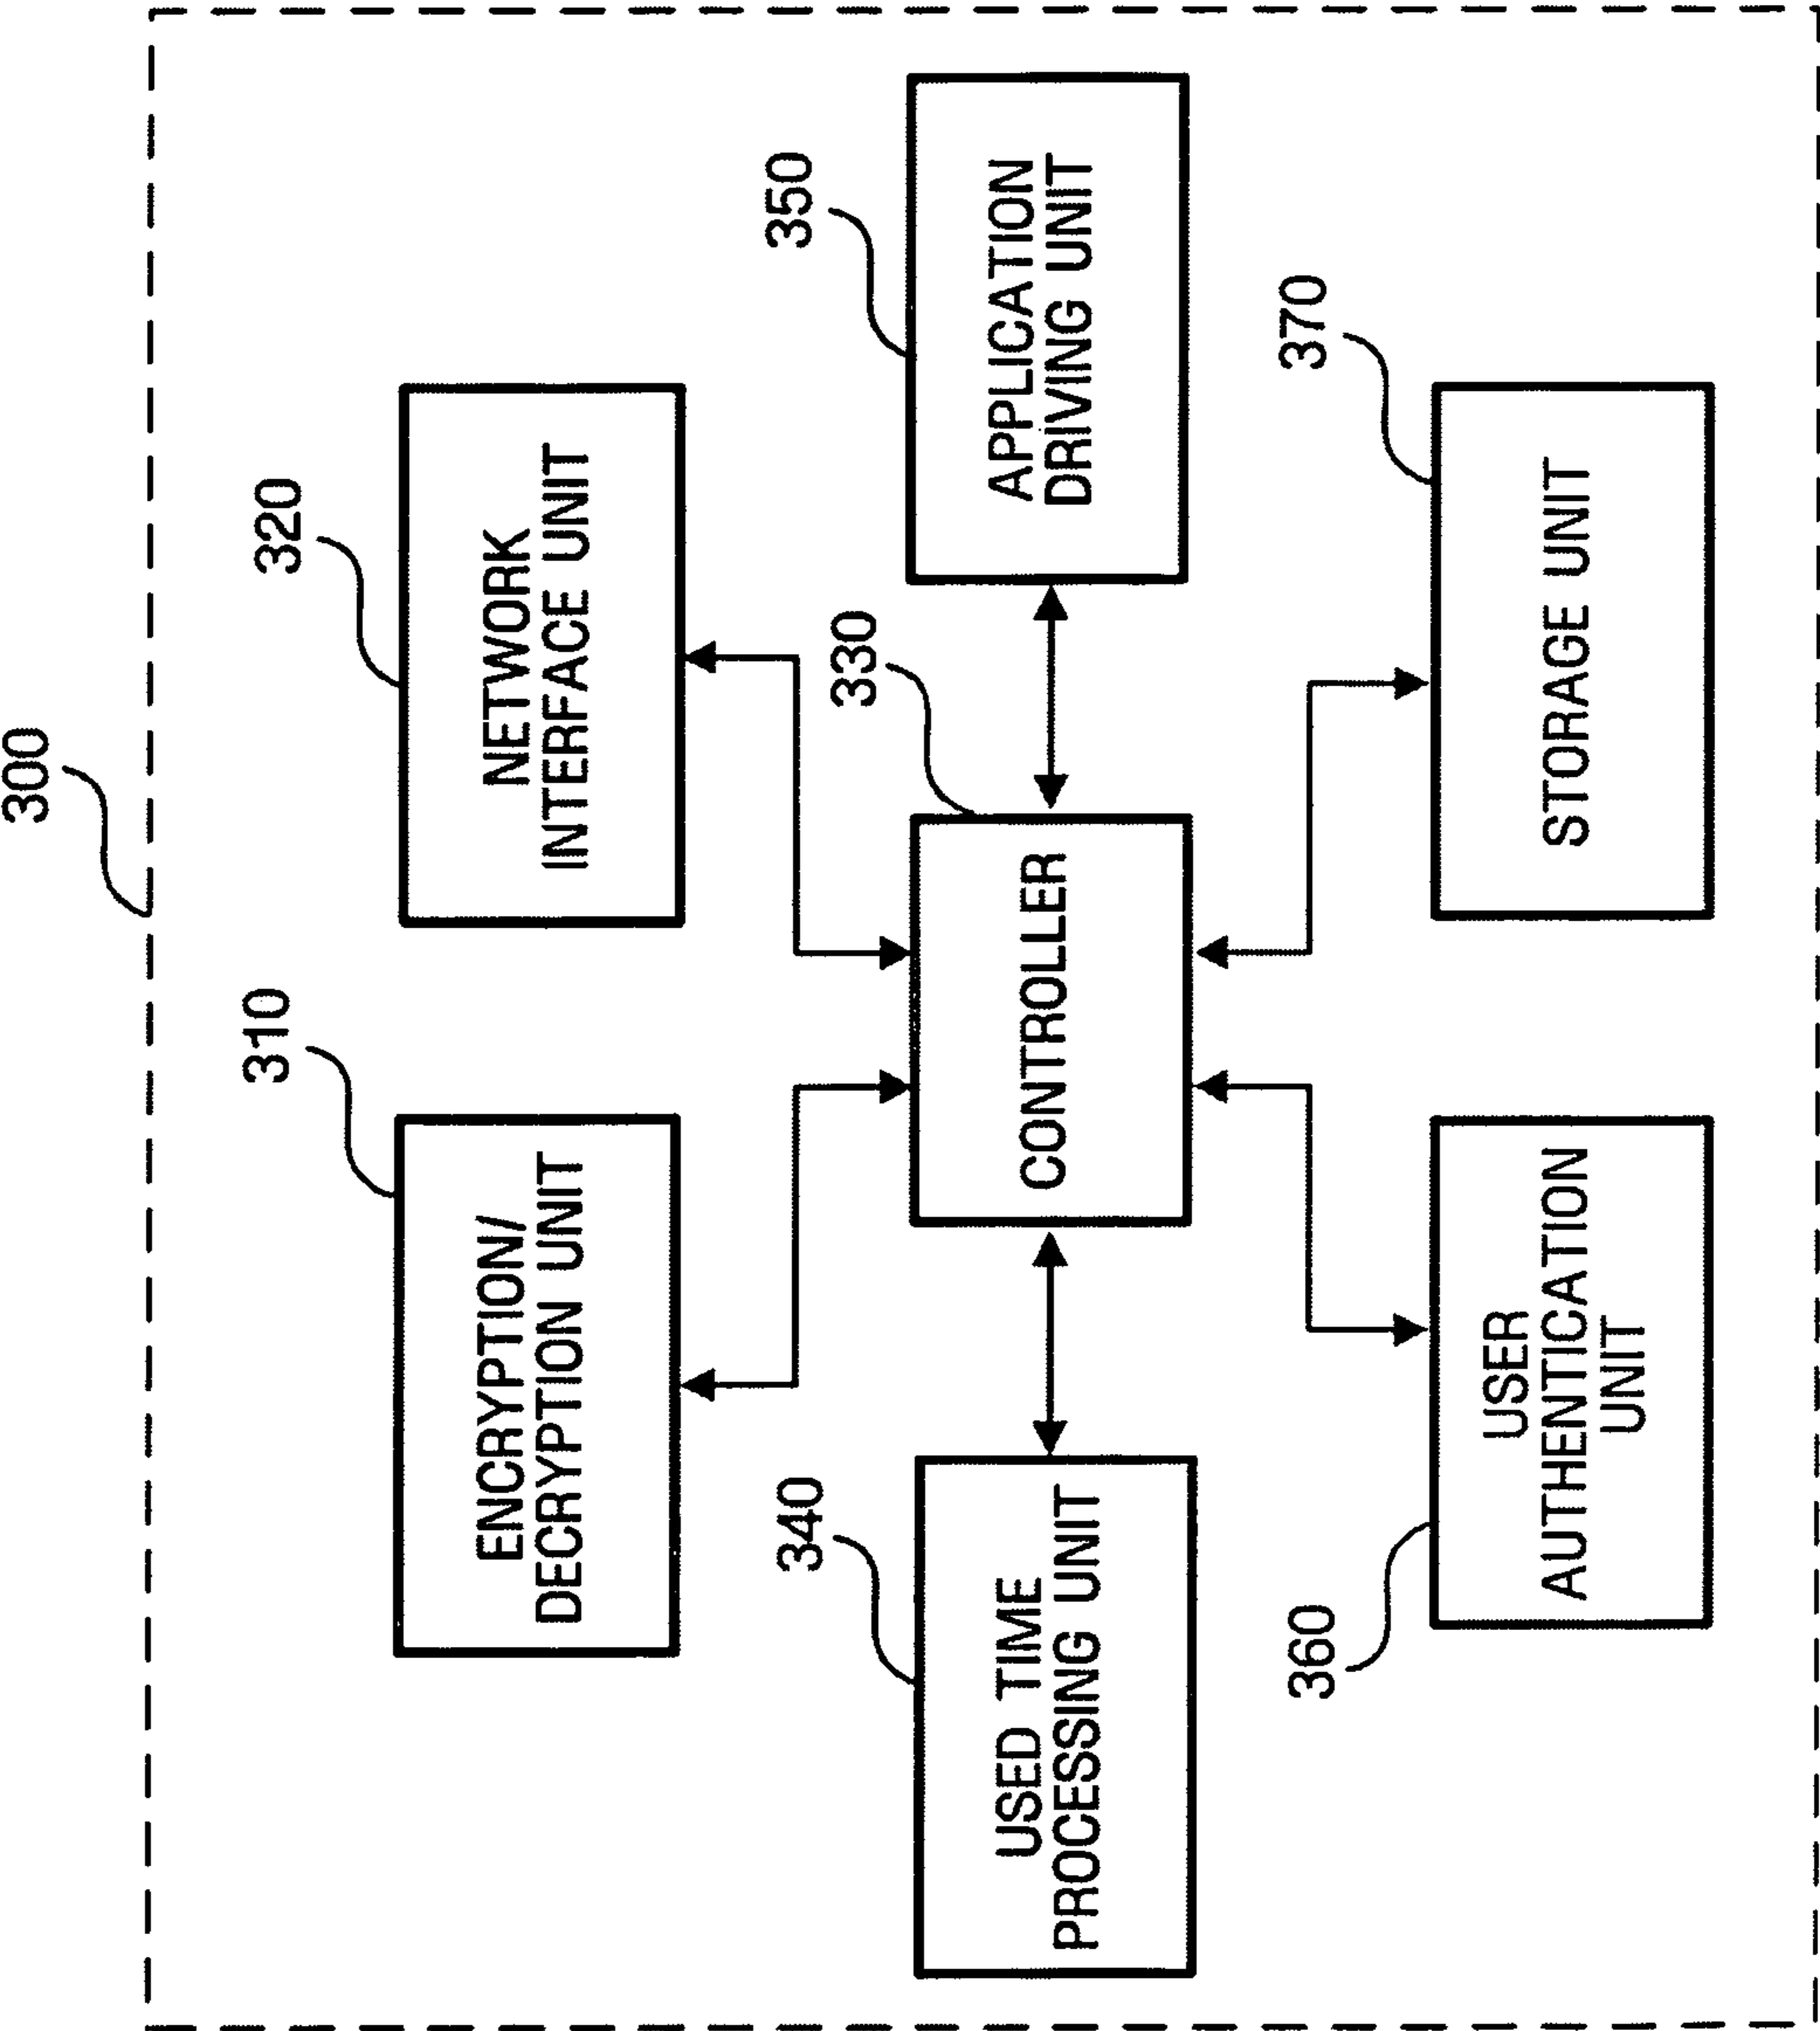 300
310
ENCRYPTION/
DECRYPTION UNIT
320
NETWORK
INTERFACE UNIT
340
USED TIME
PROCESSING UNIT
330
CONTROLLER
350
APPLICATION
DRIVING UNIT
360
USER
AUTHENTICATION
UNIT
370
STORAGE UNIT